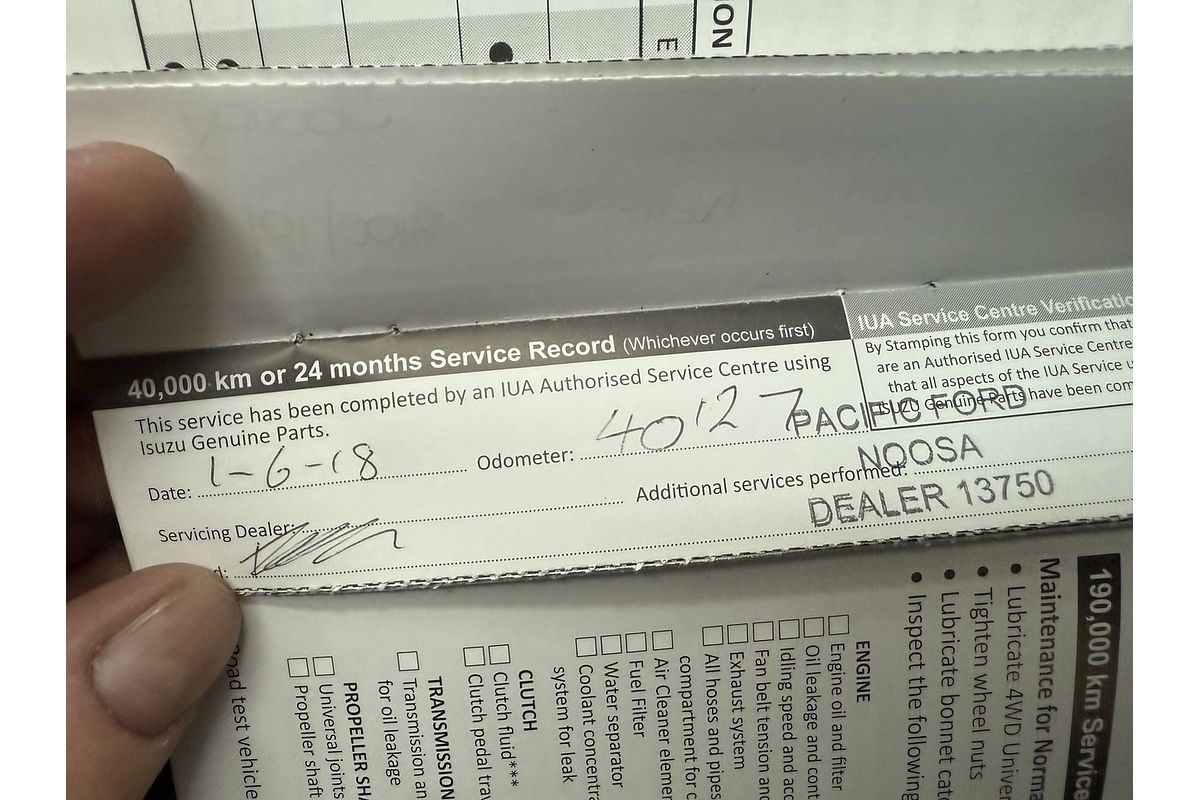 ON
E
40,000 km or 24 months Service Record (Whichever occurs first)
This service has been completed by an IUA Authorised Service Centre using
Isuzu Genuine Parts.
Date: 1-6-18
Odometer: 40127
Servicing Dealer:
Additional services performed:
IUA Service Centre Verificatio
By Stamping this form you confirm that
are an Authorised IUA Service Centre
that all aspects of the IUA Service u
ISUZU Genuine Parts have been com
PACIFIC FORD
NOOSA
DEALER 13750
190,000 km Service
Maintenance for Norma
• Lubricate 4WD Univer
• Tighten wheel nuts
• Lubricate bonnet catc
• Inspect the following
ENGINE
Engine oil and filter
Oil leakage and cont
Idling speed and acc
Fan belt tension and
Exhaust system
All hoses and pipes
compartment for c
Air Cleaner elemen
Fuel Filter
Water separator
Coolant concentra
system for leak
CLUTCH
Clutch fluid***
Clutch pedal trav
TRANSMISSION
Transmission an
for oil leakage
PROPELLER SHA
Universal joints
Propeller shaft
Road test vehicle